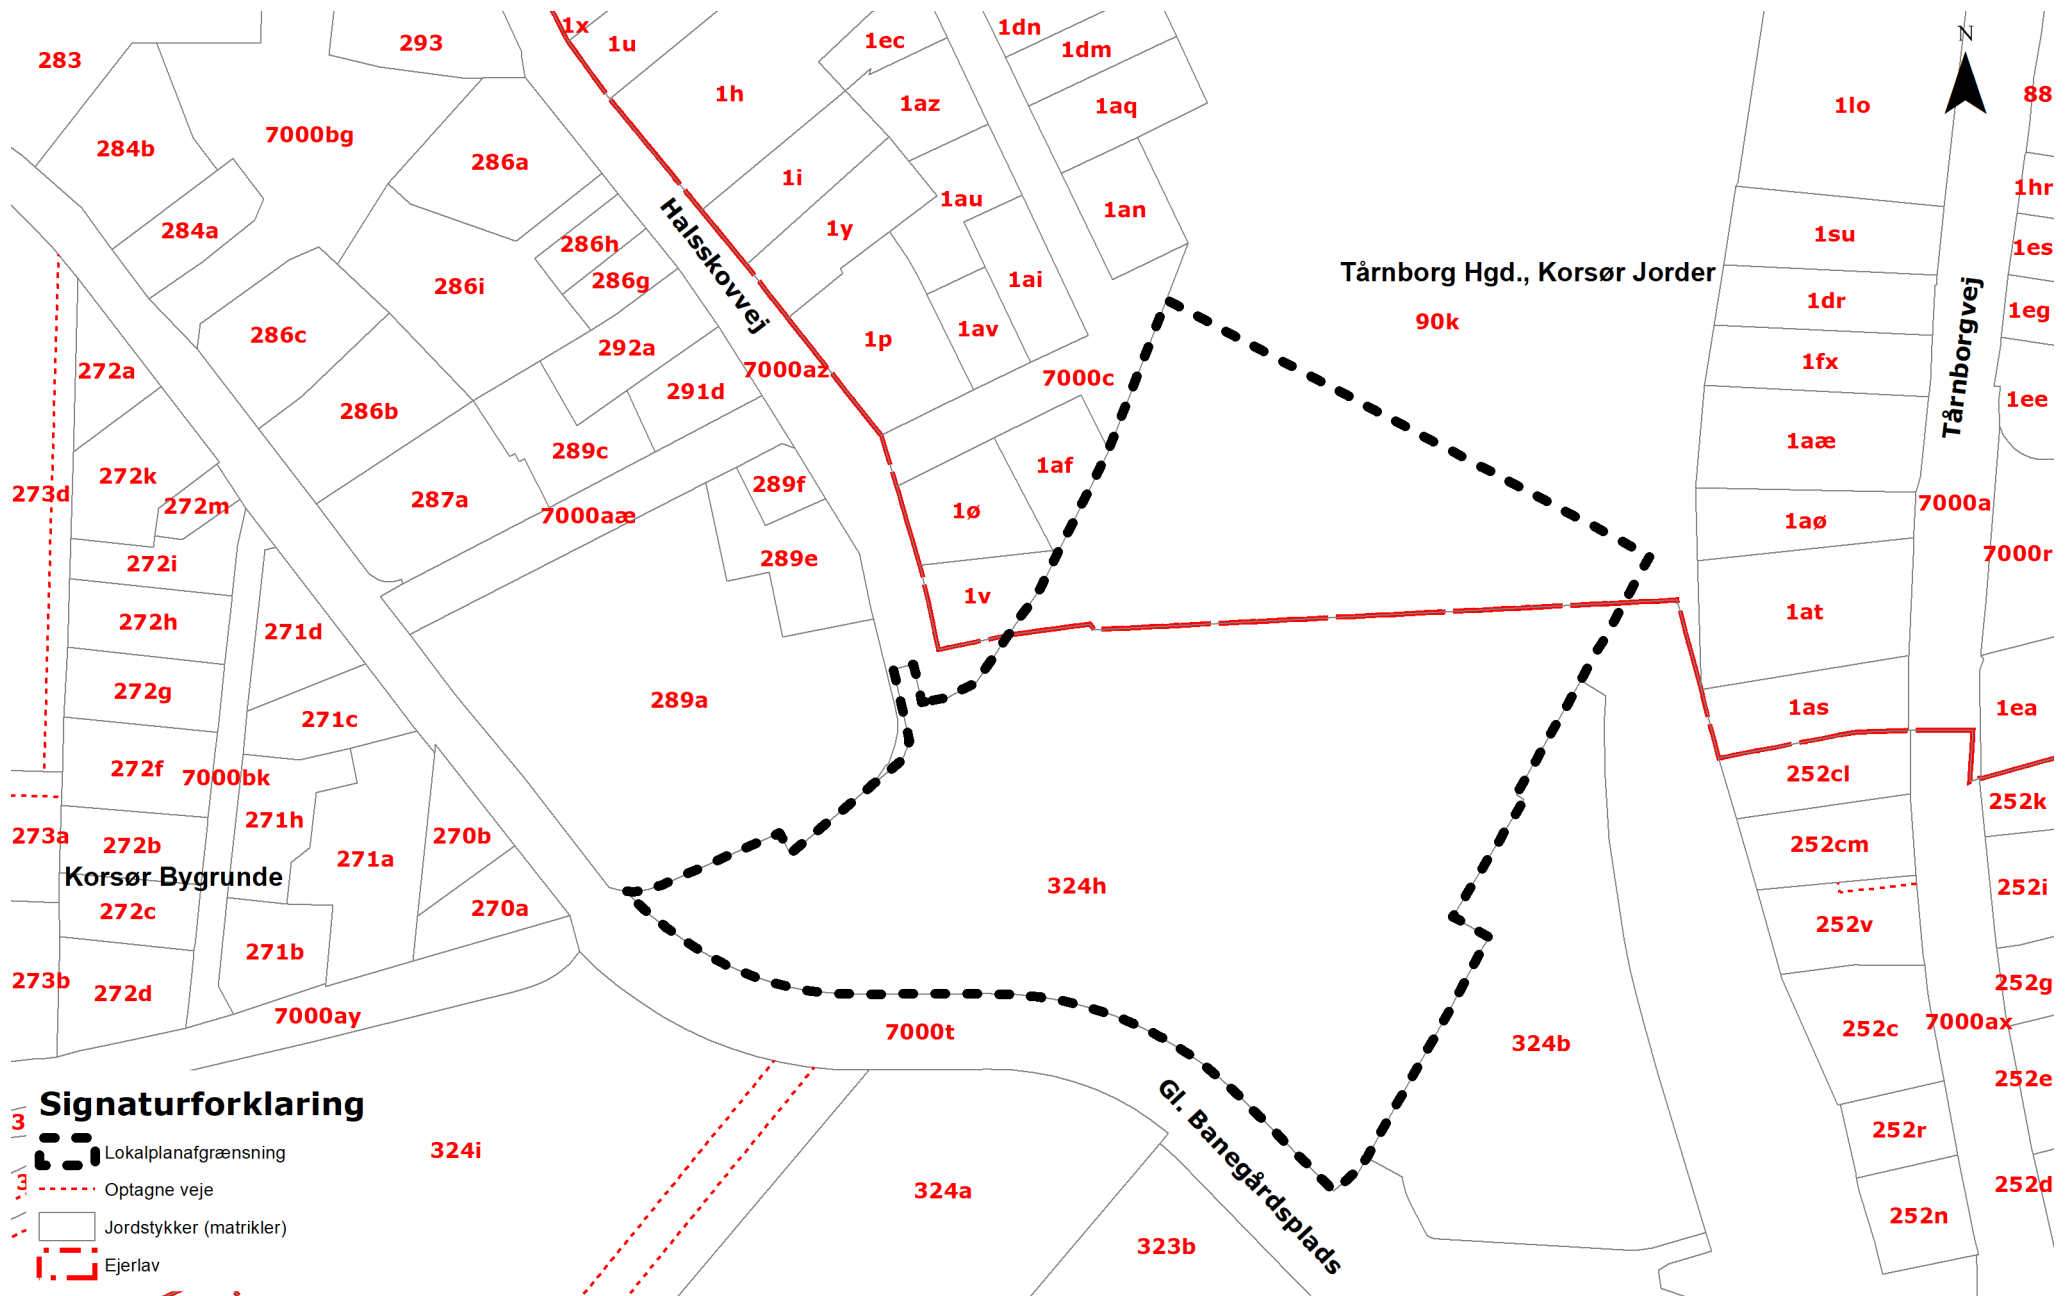 1x
1u
293
283
1ec
1dn
1dm
N
1h
88
1az
1aq
1lo
7000bg
284b
286a
1i
1hr
1au
1an
284a
1y
1su
286h
1es
Halsskovvej
Tårnborg Hgd., Korsør Jorder
286g
1ai
286i
1dr
1eg
90k
Tårnborgvej
286c
1av
1p
292a
1fx
272a
7000az
7000c
291d
286b
1ee
1aæ
289c
1af
272k
289f
273d
287a
7000a
272m
1ø
7000aæ
1aø
289e
7000r
272i
1v
1at
272h
271d
272g
289a
1as
1ea
271c
272f
7000bk
252cl
252k
271h
273a
270b
272b
252cm
271a
Korsør Bygrunde
324h
252i
272c
270a
252v
271b
273b
272d
252g
7000ay
7000t
252c
7000ax
324b
252e
Gl. Banegårdsplads
Signaturforklaring
3
252r
324i
Lokalplanafgrænsning
3
252d
Optagne veje
324a
252n
Jordstykker (matrikler)
323b
Ejerlav